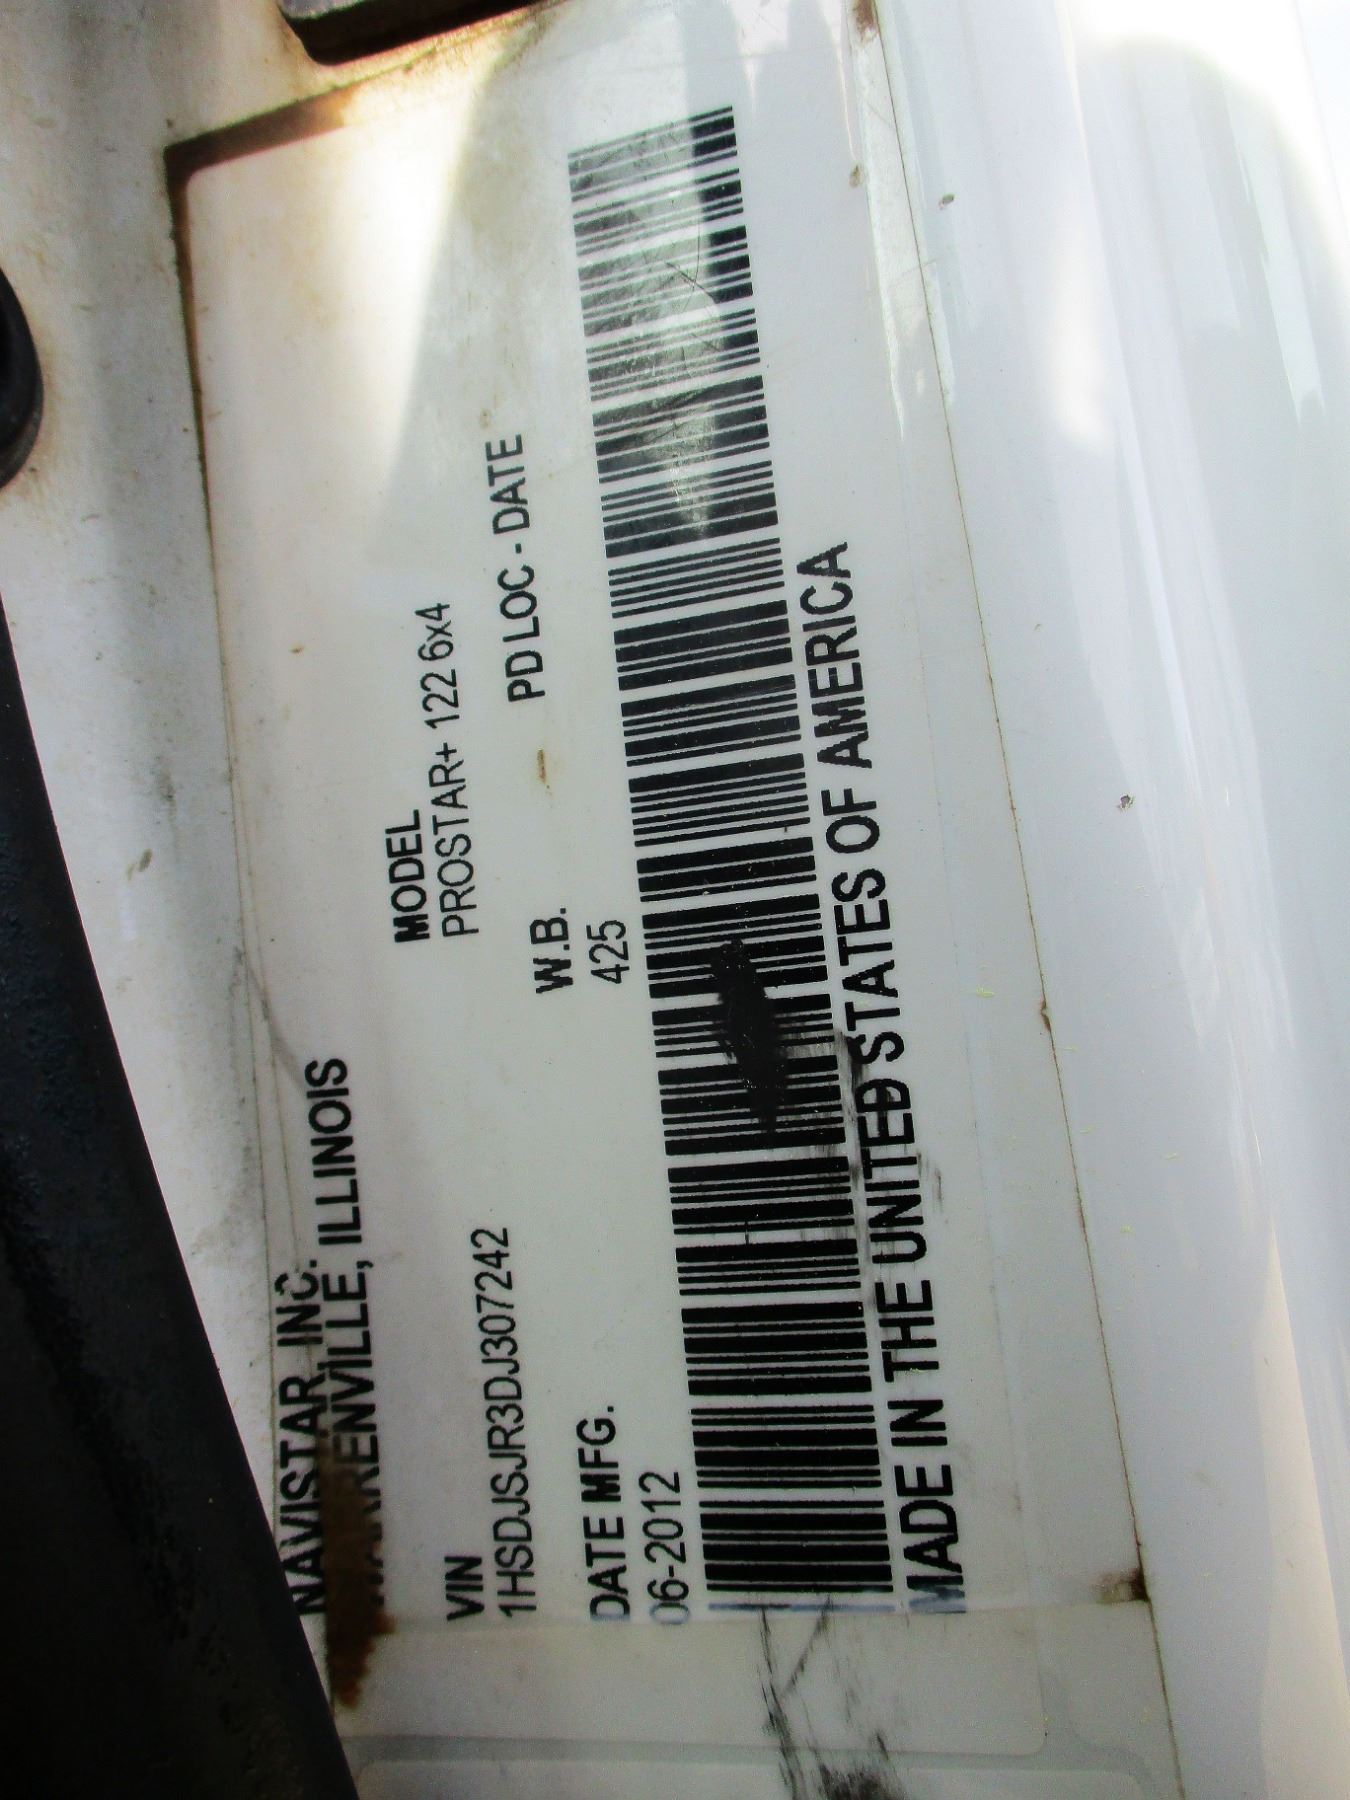 NAVISTAR, INC.
WARRENVILLE, ILLINOIS
MODEL
PROSTAR+ 122 6x4
VIN
1HSDJSJR3DJ307242
W.B.
425
PD LOC - DATE
DATE MFG.
06-2012
MADE IN THE UNITED STATES OF AMERICA